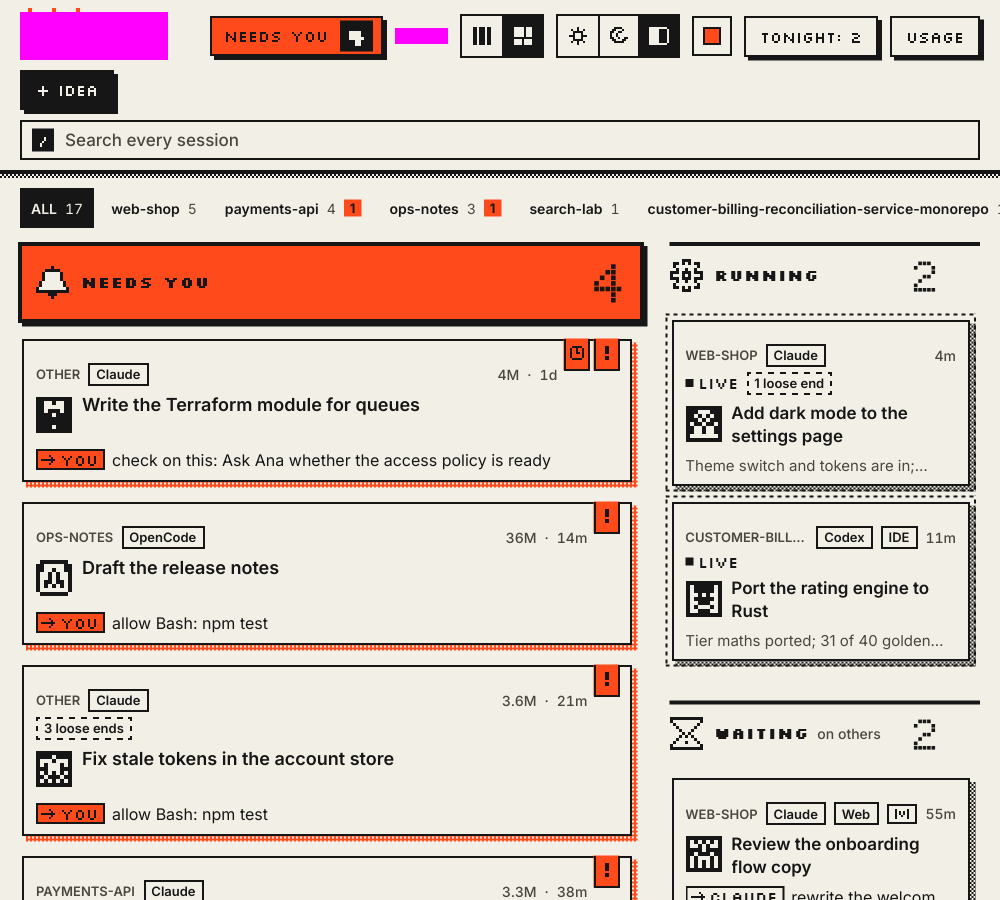 NEEDS YOU
TONIGHT: 2
USAGE
+ IDEA
/ Search every session
ALL 17
web-shop 5
payments-api 4 1
ops-notes 3 1
search-lab 1
customer-billing-reconciliation-service-monorepo
NEEDS YOU 4
OTHER Claude 4M · 1d !
Write the Terraform module for queues
→ YOU check on this: Ask Ana whether the access policy is ready
OPS-NOTES OpenCode 36M · 14m !
Draft the release notes
→ YOU allow Bash: npm test
OTHER Claude 3.6M · 21m !
3 loose ends
Fix stale tokens in the account store
→ YOU allow Bash: npm test
PAYMENTS-API Claude 3.3M · 38m !
RUNNING 2
WEB-SHOP Claude 4m
LIVE 1 loose end
Add dark mode to the
settings page
Theme switch and tokens are in;...
CUSTOMER-BILL... Codex IDE 11m
LIVE
Port the rating engine to
Rust
Tier maths ported; 31 of 40 golden...
WAITING on others 2
WEB-SHOP Claude Web 55m
Review the onboarding
flow copy
→ CLAUDE rewrite the welcom